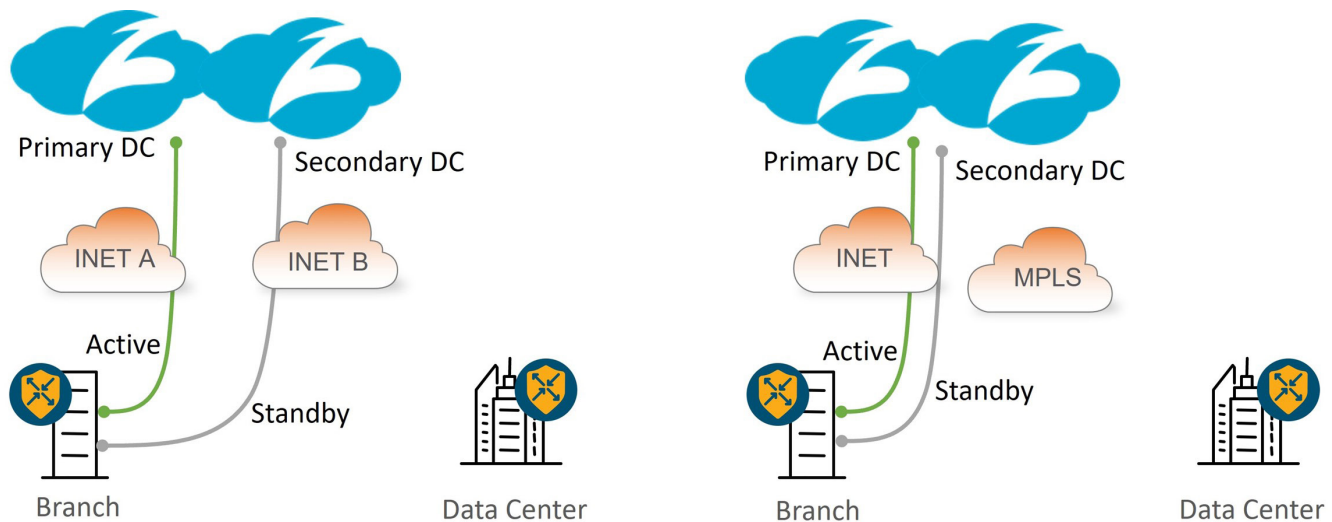 Primary DC
Secondary DC
INET A
INET B
Active
Standby
Branch
Data Center
Primary DC
Secondary DC
INET
MPLS
Active
Standby
Branch
Data Center